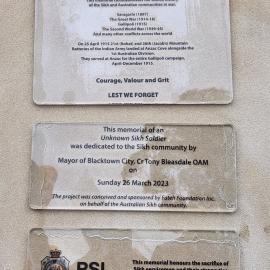 of the Sikh and Australian communities in war.
Saragarhi (1897)
The Great War (1914-18)
Gallipoli (1915)
The Second World War (1939-45)
And many other conflicts across the world
On 25 April 1915 21st (Kohat) and 26th (Jacob's) Mountain
Batteries of the Indian Army landed at Anzac Cove alongside the
1st Australian Division.
They served at Anzac for the entire Gallipoli campaign,
April-December 1915.
Courage, Valour and Grit
LEST WE FORGET
This memorial of an
Unknown Sikh Soldier
was dedicated to the Sikh community by
Mayor of Blacktown City, Cr Tony Bleasdale OAM
on
Sunday 26 March 2023
The project was conceived and sponsored by Fateh Foundation Inc.
on behalf of the Australian Sikh community.
RSL
This memorial honours the sacrifice of